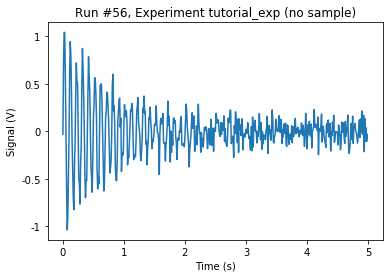 Run #56, Experiment tutorial_exp (no sample)
Signal (V)
1
0.5
0
-0.5
-1
0 1 2 3 4 5
Time (s)